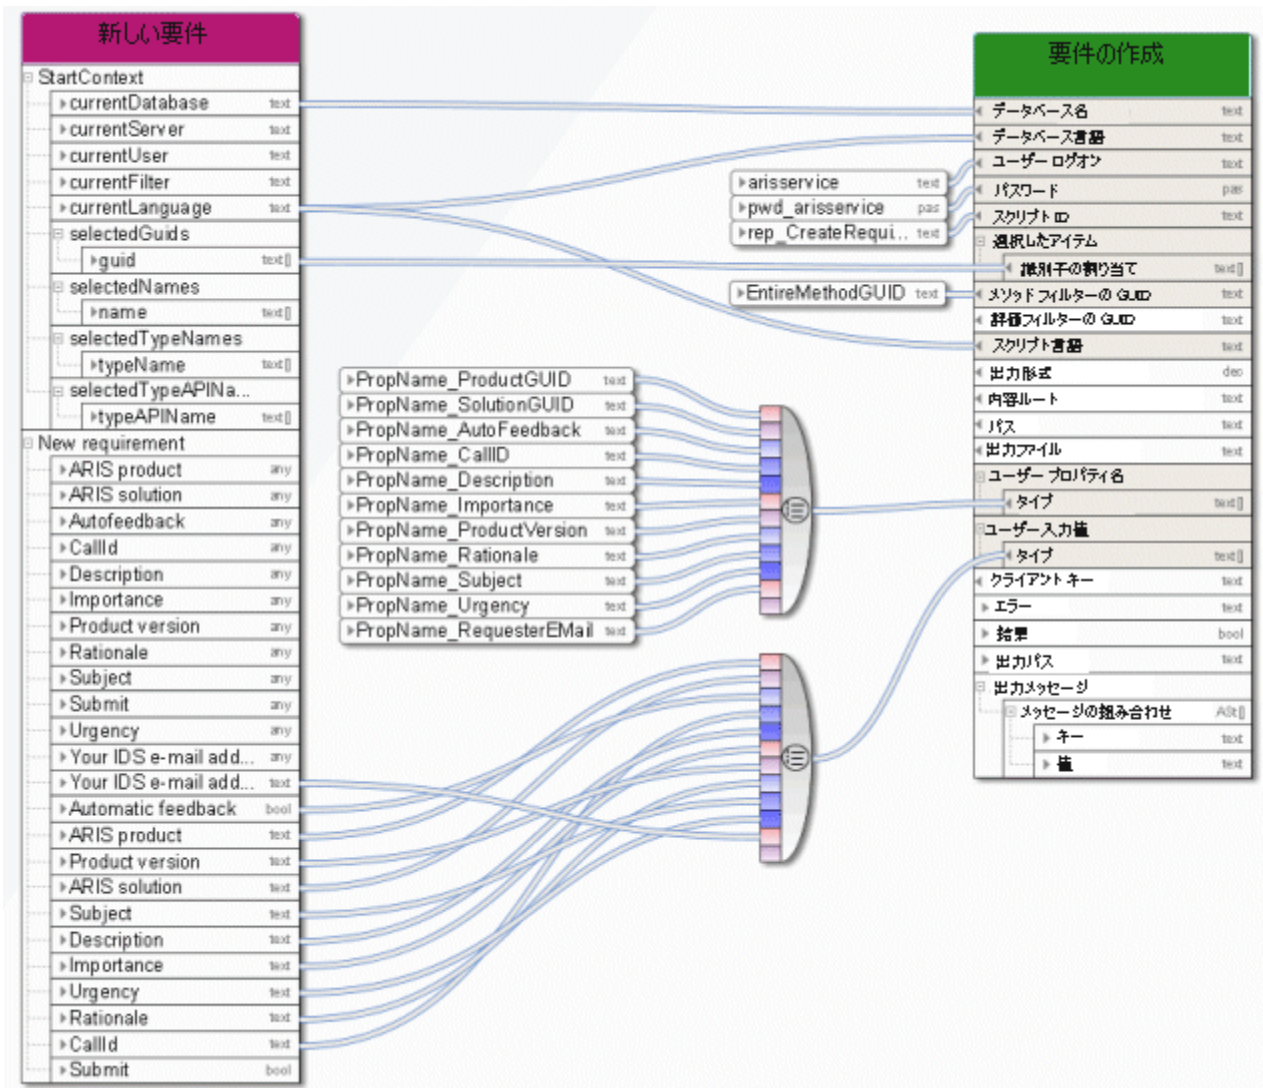 新しい要件
StartContext
currentDatabase text
currentServer text
currentUser text
currentFilter text
currentLanguage text
selectedGuids
guid text[]
selectedNames
name text[]
selectedTypeNames
typeName text[]
selectedTypeAPINa...
typeAPIName text[]
New requirement
ARIS product any
ARIS solution any
Autofeedback any
CallId any
Description any
Importance any
Product version any
Rationale any
Subject any
Submit any
Urgency any
Your IDS e-mail add... any
Your IDS e-mail add... text
Automatic feedback bool
ARIS product text
Product version text
ARIS solution text
Subject text
Description text
Importance text
Urgency text
Rationale text
CallId text
Submit bool
arisservice text
pwd_arisservice pas
rep_CreateRequi... text
EntireMethodGUID text
PropName_ProductGUID text
PropName_SolutionGUID text
PropName_AutoFeedback text
PropName_CallID text
PropName_Description text
PropName_Importance text
PropName_ProductVersion text
PropName_Rationale text
PropName_Subject text
PropName_Urgency text
PropName_RequesterEMail text
要件の作成
データベース名 text
データベース言語 text
ユーザー ログオン text
パスワード pas
スクリプト ID text
選択したアイテム
識別子の割り当て text[]
メソッド フィルターの GUID text
評価フィルターの GUID text
スクリプト言語 text
出力形式 dec
内容ルート text
パス text
出力ファイル text
ユーザー プロパティ名
タイプ text[]
ユーザー入力値
タイプ text[]
クライアント キー text
エラー text
結果 bool
出力パス text
出力メッセージ
メッセージの組み合わせ ASt[]
キー text
値 text